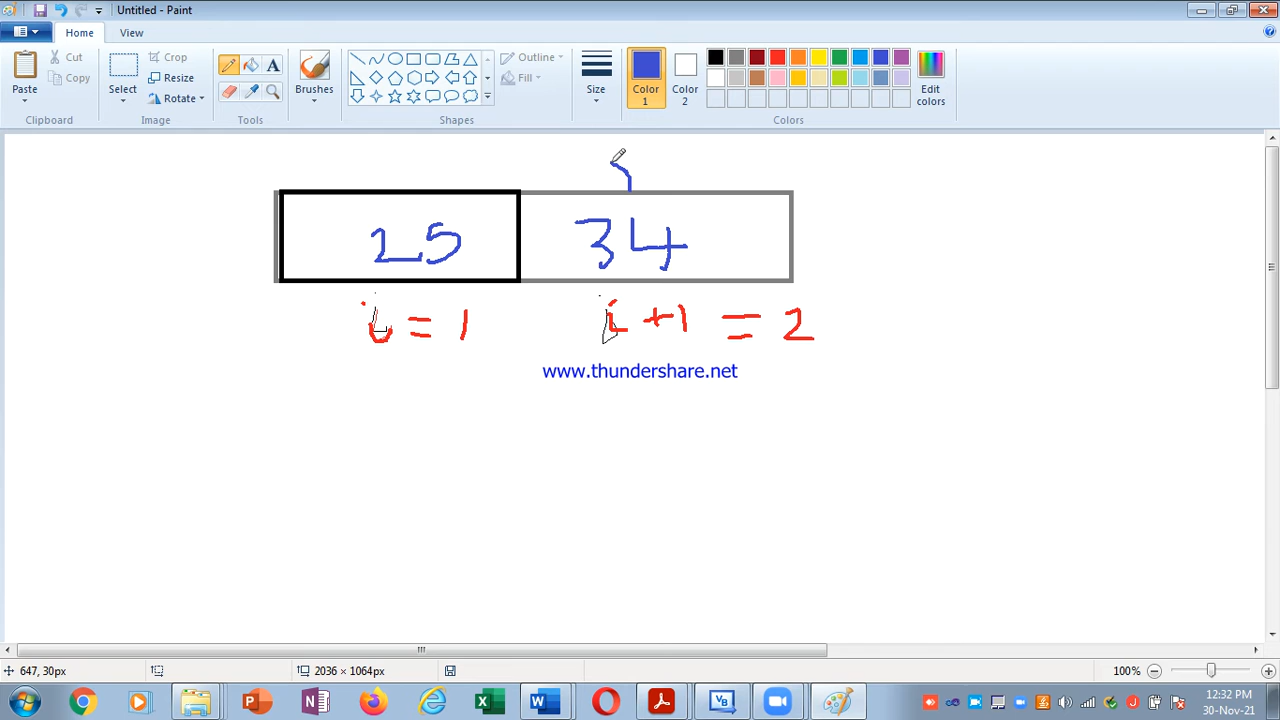 Untitled - Paint
Home View
Paste
Cut
Copy
Clipboard
Select
Crop
Resize
Rotate
Image
Tools
Brushes
Shapes
Outline
Fill
Size
Color 1
Color 2
Edit colors
Colors
25 34
i = 1 i + 1 = 2
www.thundershare.net
647, 30px
2036 × 1064px
100%
12:32 PM
30-Nov-21